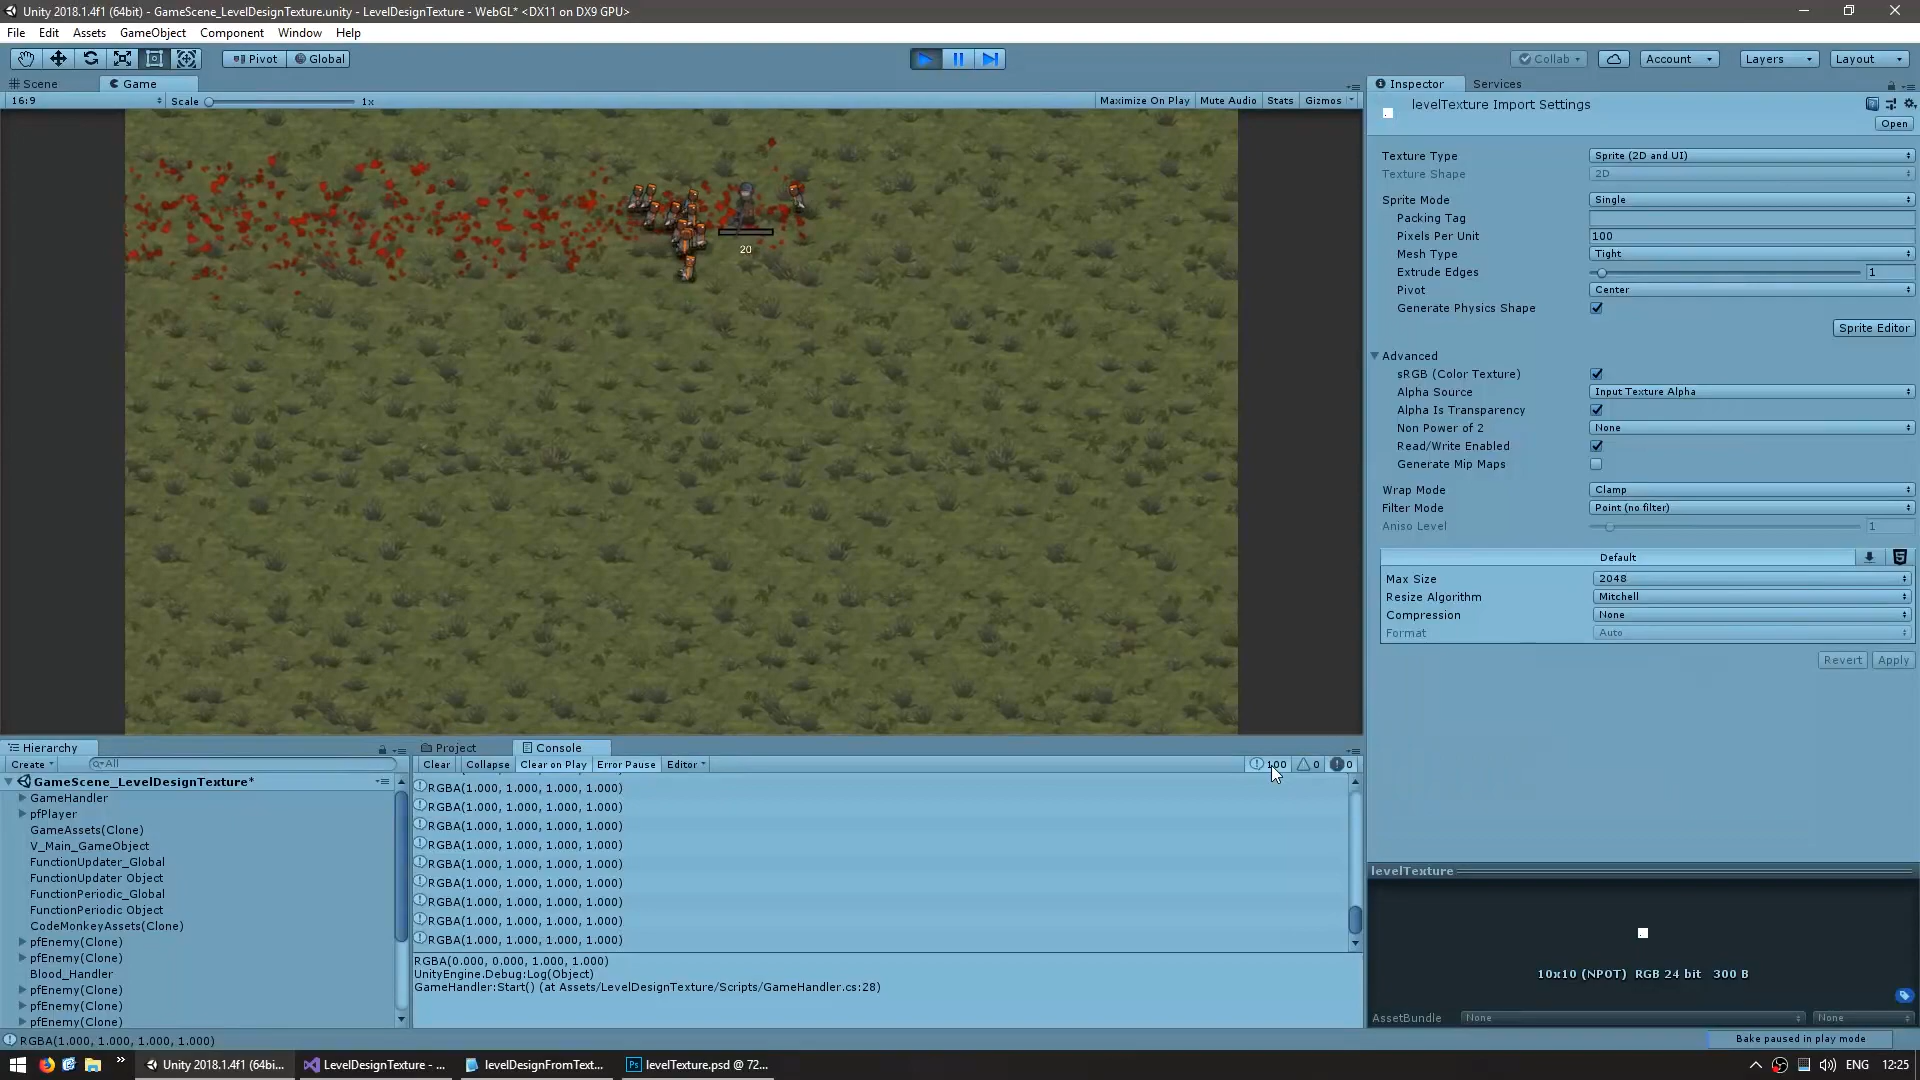 Unity 2018.1.4f1 (64bit) - GameScene_LevelDesignTexture.unity - LevelDesignTexture - WebGL* <DX11 on DX9 GPU>
File Edit Assets GameObject Component Window Help
Pivot Global Collab Account Layers Layout
Scene Game
16:9 Scale 1x Maximize On Play Mute Audio Stats Gizmos
20
Inspector Services
levelTexture Import Settings
Open
Texture Type Sprite (2D and UI)
Texture Shape 2D
Sprite Mode Single
Packing Tag
Pixels Per Unit 100
Mesh Type Tight
Extrude Edges 1
Pivot Center
Generate Physics Shape
Sprite Editor
Advanced
sRGB (Color Texture)
Alpha Source Input Texture Alpha
Alpha Is Transparency
Non Power of 2 None
Read/Write Enabled
Generate Mip Maps
Wrap Mode Clamp
Filter Mode Point (no filter)
Aniso Level 1
Default
Max Size 2048
Resize Algorithm Mitchell
Compression None
Format Auto
Revert Apply
Hierarchy
Create All
GameScene_LevelDesignTexture*
GameHandler
pfPlayer
GameAssets(Clone)
V_Main_GameObject
FunctionUpdater_Global
FunctionUpdater Object
FunctionPeriodic_Global
FunctionPeriodic Object
CodeMonkeyAssets(Clone)
pfEnemy(Clone)
pfEnemy(Clone)
Blood_Handler
pfEnemy(Clone)
pfEnemy(Clone)
pfEnemy(Clone)
Project Console
Clear Collapse Clear on Play Error Pause Editor 100 0 0
RGBA(1.000, 1.000, 1.000, 1.000)
RGBA(1.000, 1.000, 1.000, 1.000)
RGBA(1.000, 1.000, 1.000, 1.000)
RGBA(1.000, 1.000, 1.000, 1.000)
RGBA(1.000, 1.000, 1.000, 1.000)
RGBA(1.000, 1.000, 1.000, 1.000)
RGBA(1.000, 1.000, 1.000, 1.000)
RGBA(1.000, 1.000, 1.000, 1.000)
RGBA(1.000, 1.000, 1.000, 1.000)
RGBA(0.000, 0.000, 1.000, 1.000)
UnityEngine.Debug:Log(Object)
GameHandler:Start() (at Assets/LevelDesignTexture/Scripts/GameHandler.cs:28)
levelTexture
10x10 (NPOT) RGB 24 bit 300 B
AssetBundle None None
RGBA(1.000, 1.000, 1.000, 1.000)
Bake paused in play mode
Unity 2018.1.4f1 (64bi... LevelDesignTexture - ... levelDesignFromText... levelTexture.psd @ 72... ENG 12:25